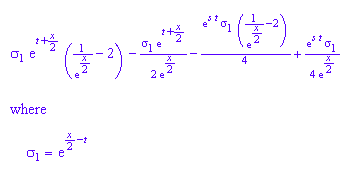 σ₁ e^(t+x/2) (1/e^(x/2) − 2) − (σ₁ e^(t+x/2))/(2 e^(x/2)) − (e^(s t) σ₁ (1/e^(x/2) − 2))/4 + (e^(s t) σ₁)/(4 e^(x/2))
where
σ₁ = e^(x/2 − t)